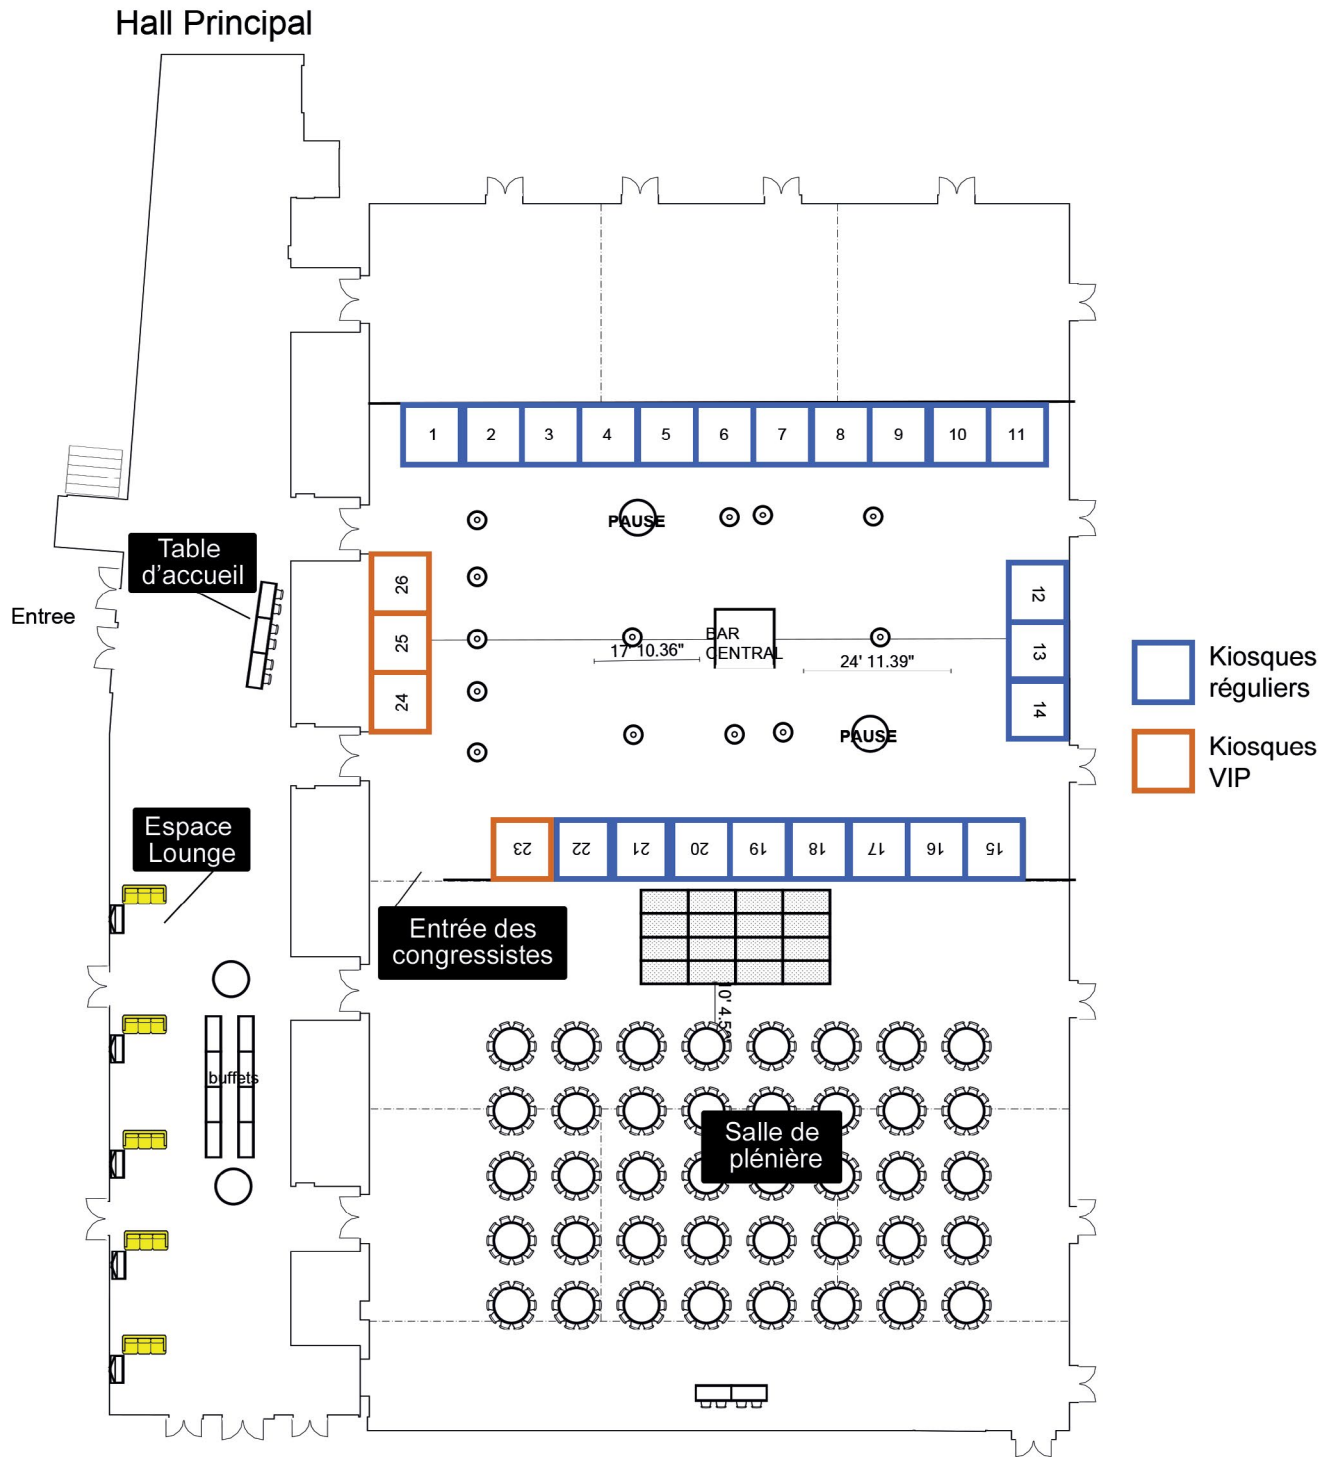 Hall Principal
1 2 3 4 5 6 7 8 9 10 11
PAUSE
Table
d'accueil
Entree
26
25
24
BAR
CENTRAL
17' 10.36"
24' 11.39"
12
13
14
PAUSE
Kiosques
réguliers
Kiosques
VIP
Espace
Lounge
23 22 21 20 19 18 17 16 15
Entrée des
congressistes
buffets
Salle de
plénière